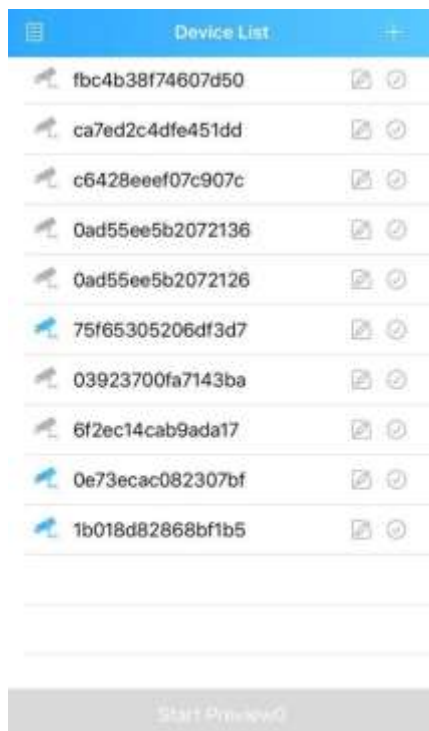 Device List
fbc4b38f74607d50
ca7ed2c4dfe451dd
c6428eeef07c907c
0ad55ee5b2072136
0ad55ee5b2072126
75f65305206df3d7
03923700fa7143ba
6f2ec14cab9ada17
0e73ecac082307bf
1b018d82868bf1b5
Start Preview0